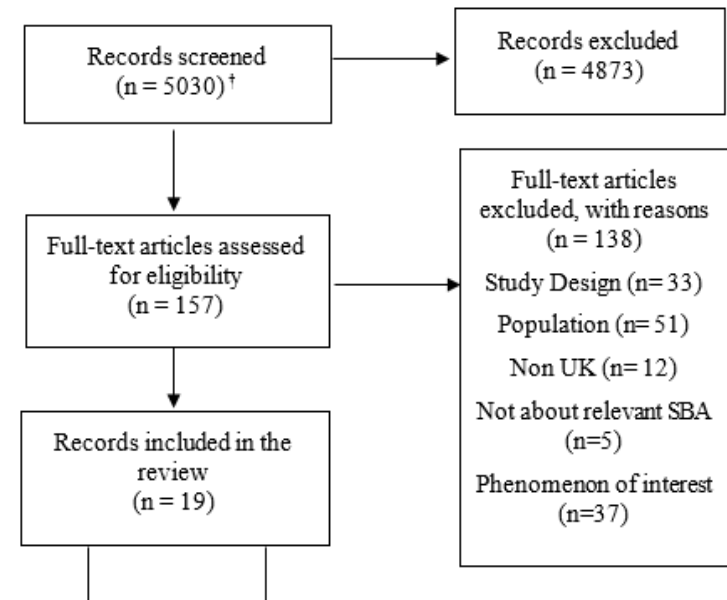 Records screened
(n = 5030)†
Records excluded
(n = 4873)
Full-text articles assessed
for eligibility
(n = 157)
Full-text articles
excluded, with reasons
(n = 138)
Study Design (n= 33)
Population (n= 51)
Non UK (n= 12)
Not about relevant SBA
(n=5)
Phenomenon of interest
(n=37)
Records included in the
review
(n = 19)